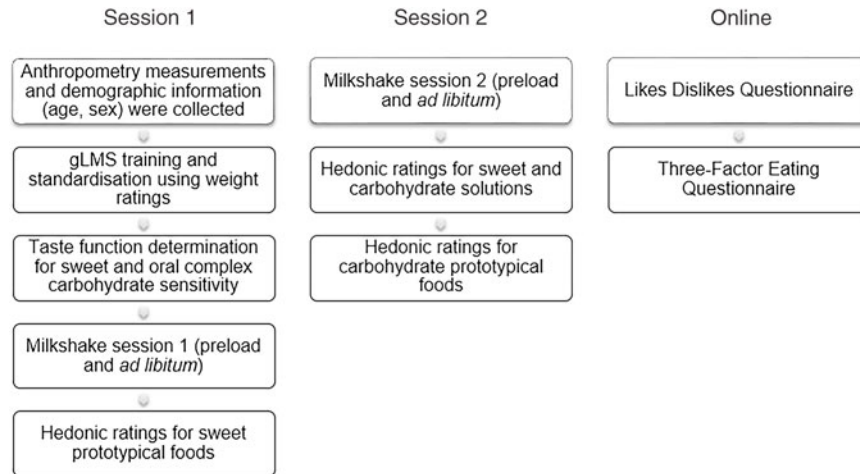 Session 1
Anthropometry measurements
and demographic information
(age, sex) were collected
gLMS training and
standardisation using weight
ratings
Taste function determination
for sweet and oral complex
carbohydrate sensitivity
Milkshake session 1 (preload
and ad libitum)
Hedonic ratings for sweet
prototypical foods
Session 2
Milkshake session 2 (preload
and ad libitum)
Hedonic ratings for sweet and
carbohydrate solutions
Hedonic ratings for
carbohydrate prototypical
foods
Online
Likes Dislikes Questionnaire
Three-Factor Eating
Questionnaire